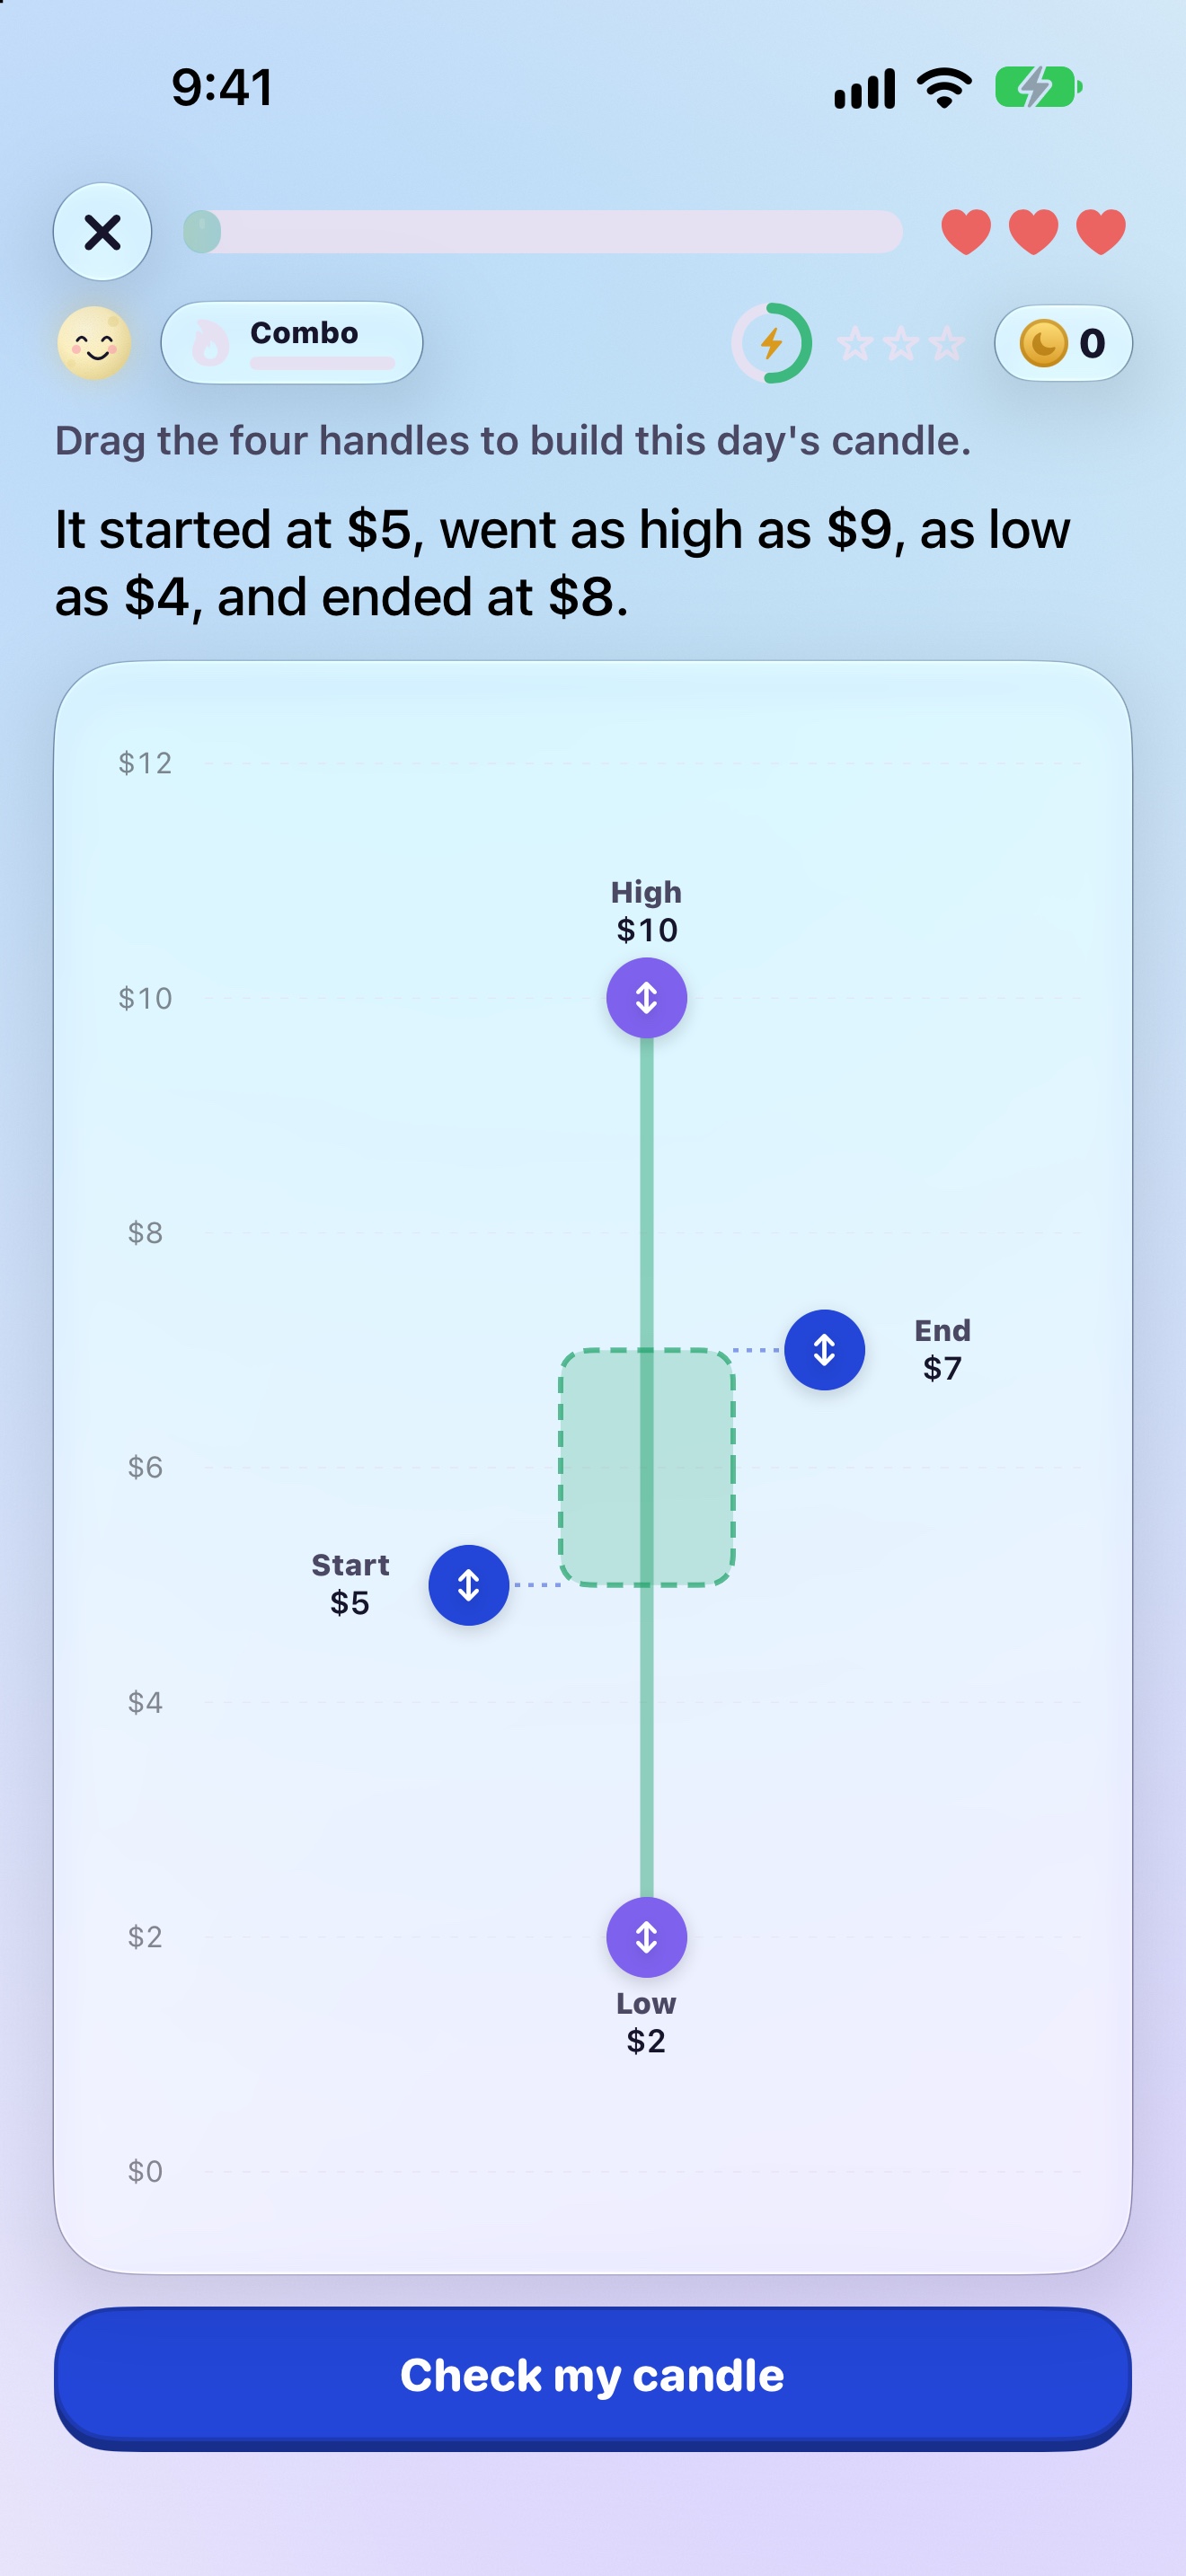 9:41
Combo
0
Drag the four handles to build this day's candle.
It started at $5, went as high as $9, as low
as $4, and ended at $8.
$12
High
$10
$10
$8
End
$7
$6
Start
$5
$4
$2
Low
$2
$0
Check my candle